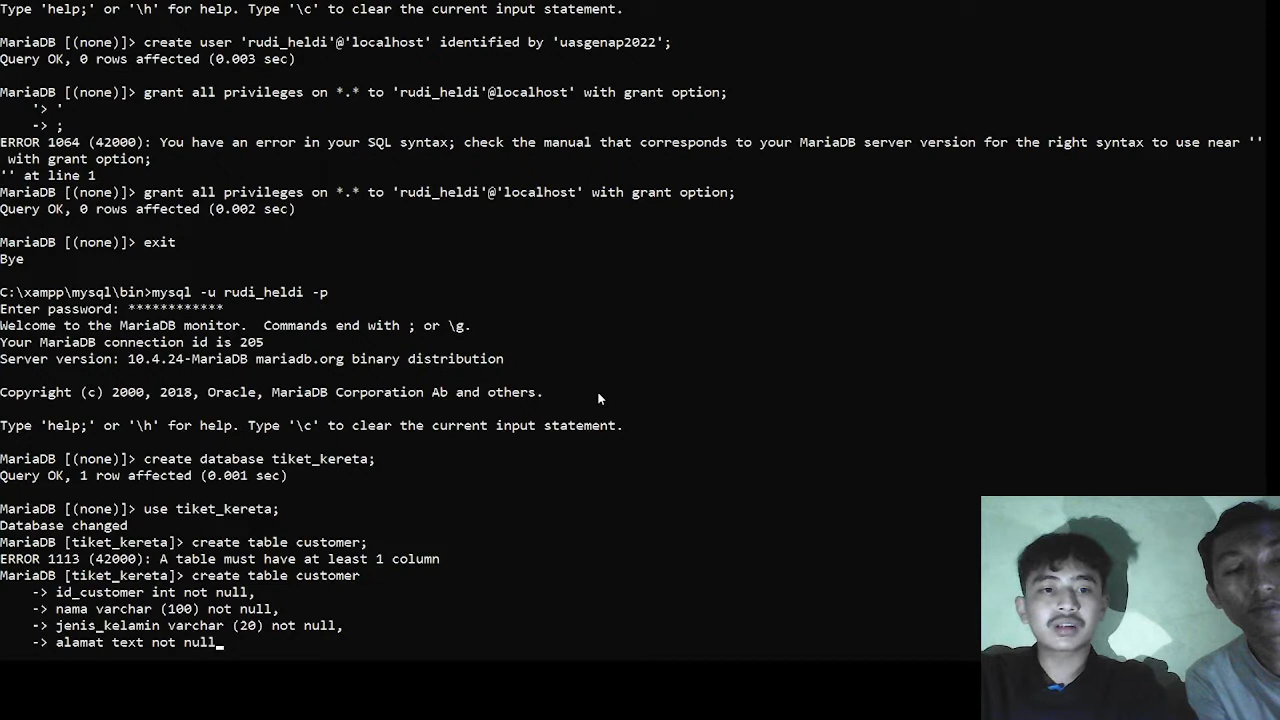 Type 'help;' or '\h' for help. Type '\c' to clear the current input statement.
MariaDB [(none)]> create user 'rudi_heldi'@'localhost' identified by 'uasgenap2022';
Query OK, 0 rows affected (0.003 sec)
MariaDB [(none)]> grant all privileges on *.* to 'rudi_heldi'@localhost' with grant option;
'> '
-> ;
ERROR 1064 (42000): You have an error in your SQL syntax; check the manual that corresponds to your MariaDB server version for the right syntax to use near ''
with grant option;
'' at line 1
MariaDB [(none)]> grant all privileges on *.* to 'rudi_heldi'@'localhost' with grant option;
Query OK, 0 rows affected (0.002 sec)
MariaDB [(none)]> exit
Bye
C:\xampp\mysql\bin>mysql -u rudi_heldi -p
Enter password: ************
Welcome to the MariaDB monitor.  Commands end with ; or \g.
Your MariaDB connection id is 205
Server version: 10.4.24-MariaDB mariadb.org binary distribution
Copyright (c) 2000, 2018, Oracle, MariaDB Corporation Ab and others.
Type 'help;' or '\h' for help. Type '\c' to clear the current input statement.
MariaDB [(none)]> create database tiket_kereta;
Query OK, 1 row affected (0.001 sec)
MariaDB [(none)]> use tiket_kereta;
Database changed
MariaDB [tiket_kereta]> create table customer;
ERROR 1113 (42000): A table must have at least 1 column
MariaDB [tiket_kereta]> create table customer
-> id_customer int not null,
-> nama varchar (100) not null,
-> jenis_kelamin varchar (20) not null,
-> alamat text not null